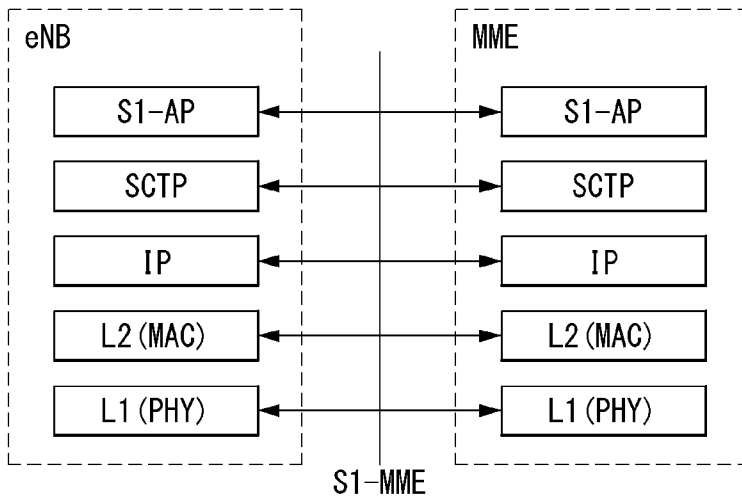 eNB
MME
S1-AP
S1-AP
SCTP
SCTP
IP
IP
L2(MAC)
L2(MAC)
L1(PHY)
L1(PHY)
S1-MME